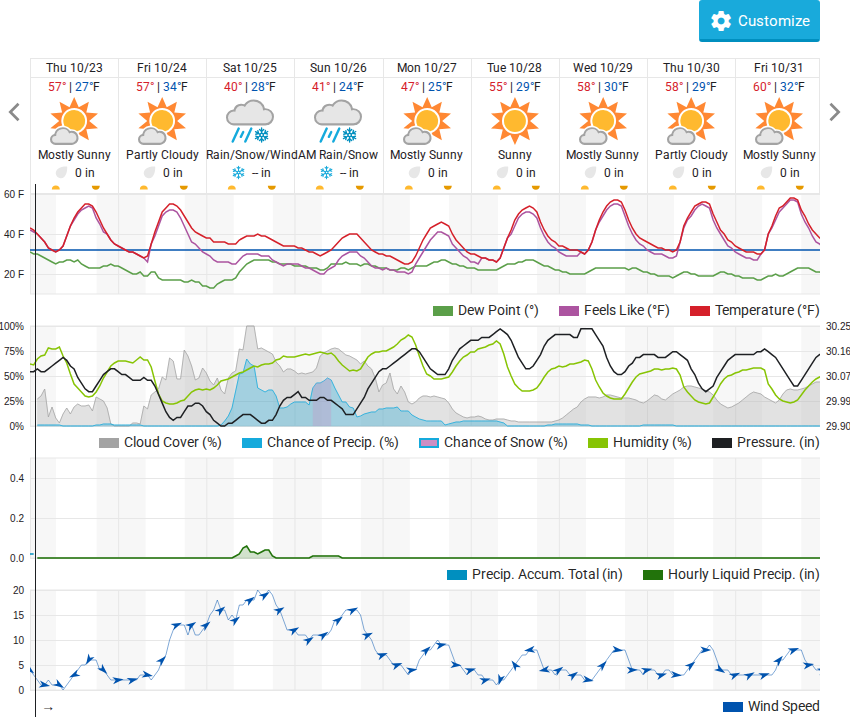 Customize
Thu 10/23 Fri 10/24 Sat 10/25 Sun 10/26 Mon 10/27 Tue 10/28 Wed 10/29 Thu 10/30 Fri 10/31
57° | 27°F 57° | 34°F 40° | 28°F 41° | 24°F 47° | 25°F 55° | 29°F 58° | 30°F 58° | 29°F 60° | 32°F
Mostly Sunny Partly Cloudy Rain/Snow/Wind AM Rain/Snow Mostly Sunny Sunny Mostly Sunny Partly Cloudy Mostly Sunny
0 in 0 in -- in -- in 0 in 0 in 0 in 0 in 0 in
60 F
40 F
20 F
Dew Point (°) Feels Like (°F) Temperature (°F)
100% 30.25
75% 30.16
50% 30.07
25% 29.99
0% 29.90
Cloud Cover (%) Chance of Precip. (%) Chance of Snow (%) Humidity (%) Pressure. (in)
0.4
0.2
0.0
Precip. Accum. Total (in) Hourly Liquid Precip. (in)
20
15
10
5
0
→ Wind Speed